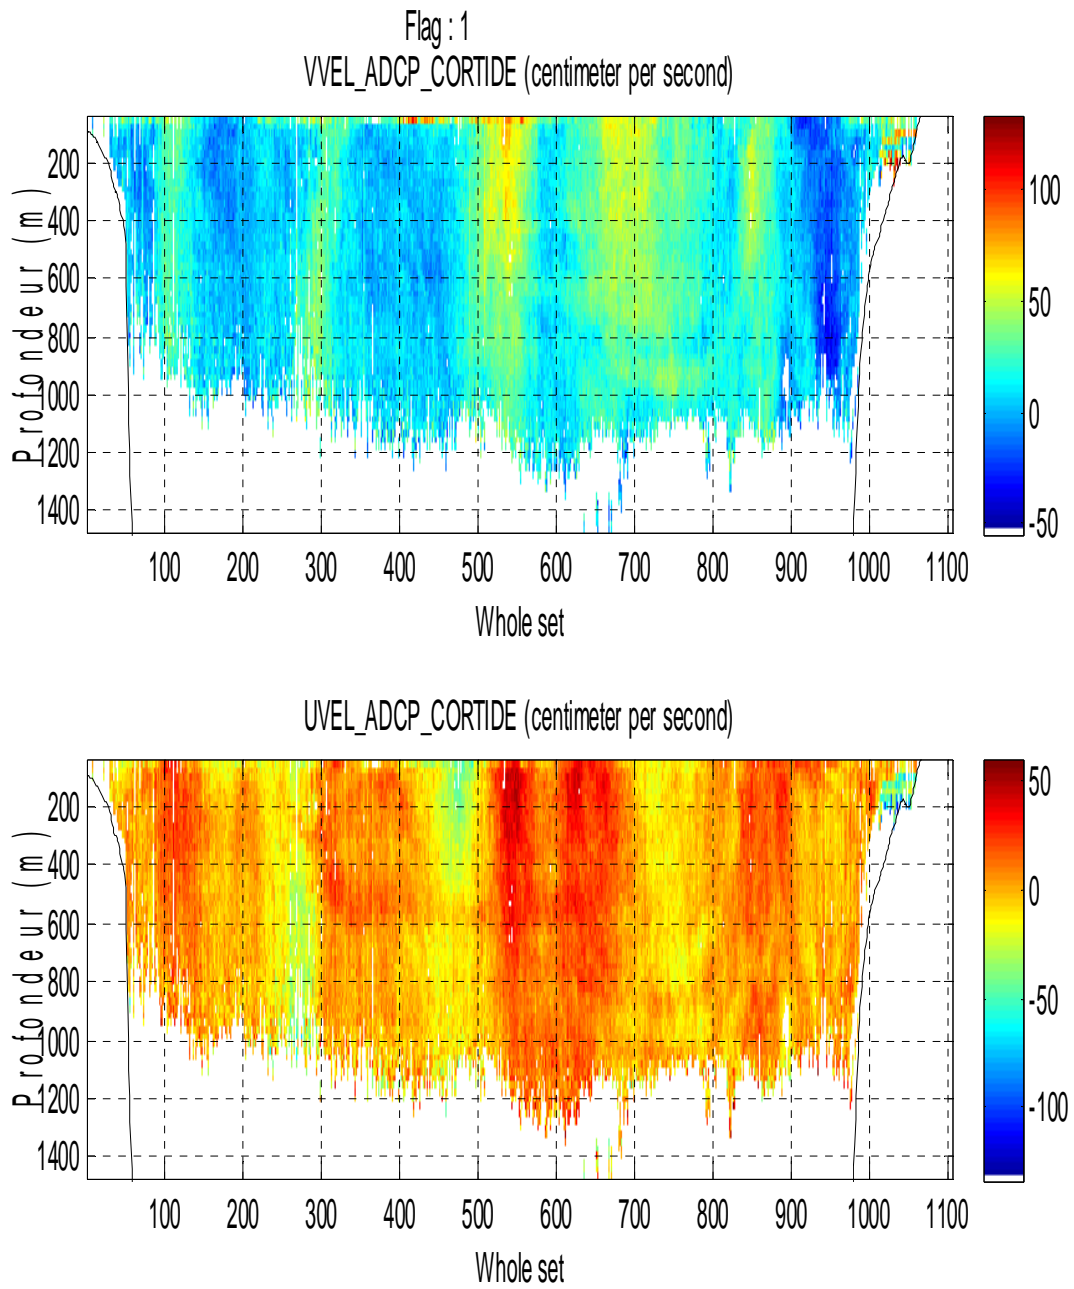 Flag : 1
VVEL_ADCP_CORTIDE (centimeter per second)
Profondeur (m)
200
400
600
800
1000
1200
1400
100 200 300 400 500 600 700 800 900 1000 1100
Whole set
100
50
0
-50
UVEL_ADCP_CORTIDE (centimeter per second)
Profondeur (m)
200
400
600
800
1000
1200
1400
100 200 300 400 500 600 700 800 900 1000 1100
Whole set
50
0
-50
-100